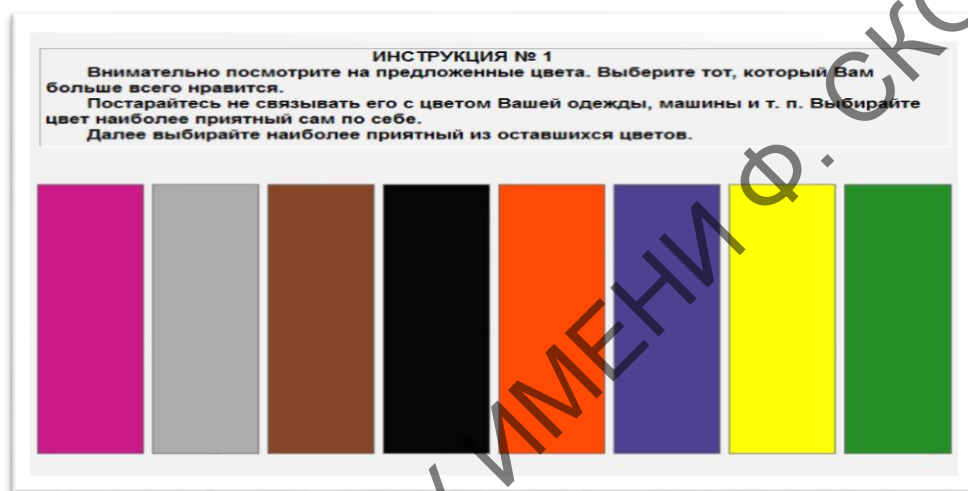 ИНСТРУКЦИЯ № 1
Внимательно посмотрите на предложенные цвета. Выберите тот, который Вам
больше всего нравится.
Постарайтесь не связывать его с цветом Вашей одежды, машины и т. п. Выбирайте
цвет наиболее приятный сам по себе.
Далее выбирайте наиболее приятный из оставшихся цветов.
ИМЕНИ Ф.